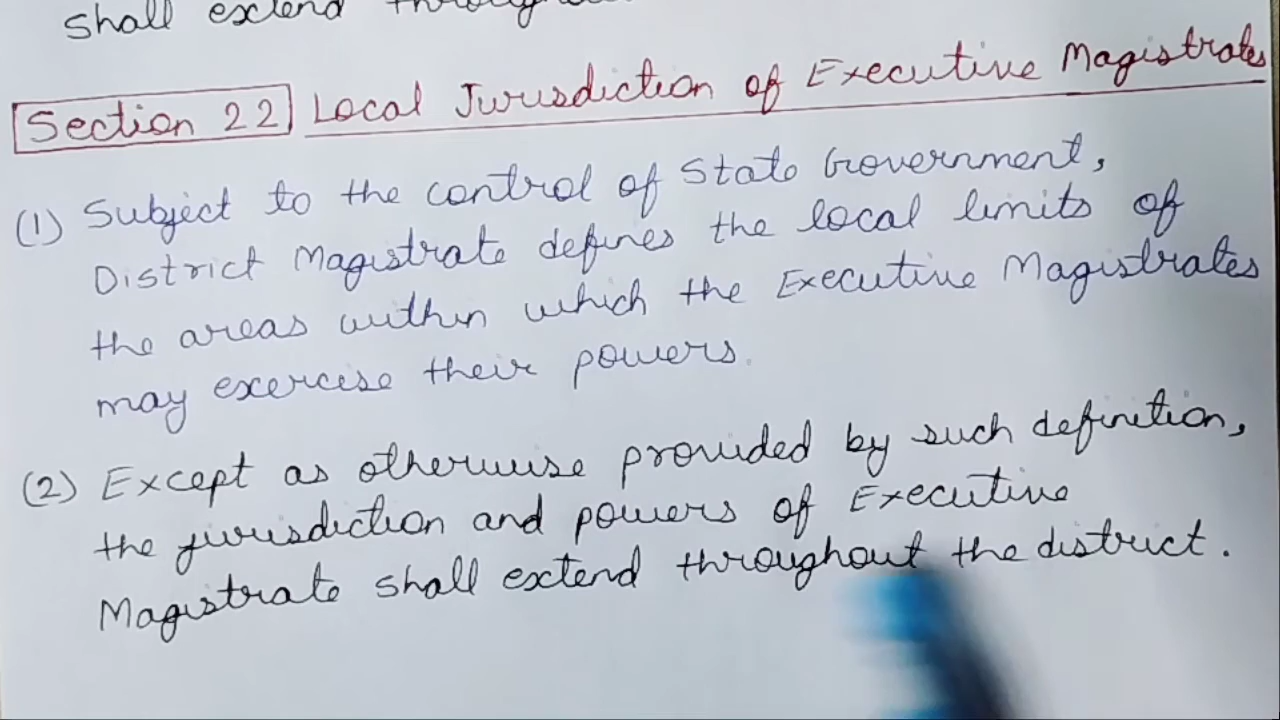 shall extend
Section 22 Local Jurisdiction of Executive Magistrates
(1) Subject to the control of State Government,
District Magistrate defines the local limits of
the areas within which the Executive Magistrates
may exercise their powers.
(2) Except as otherwise provided by such definition,
the jurisdiction and powers of Executive
Magistrate shall extend throughout the district.